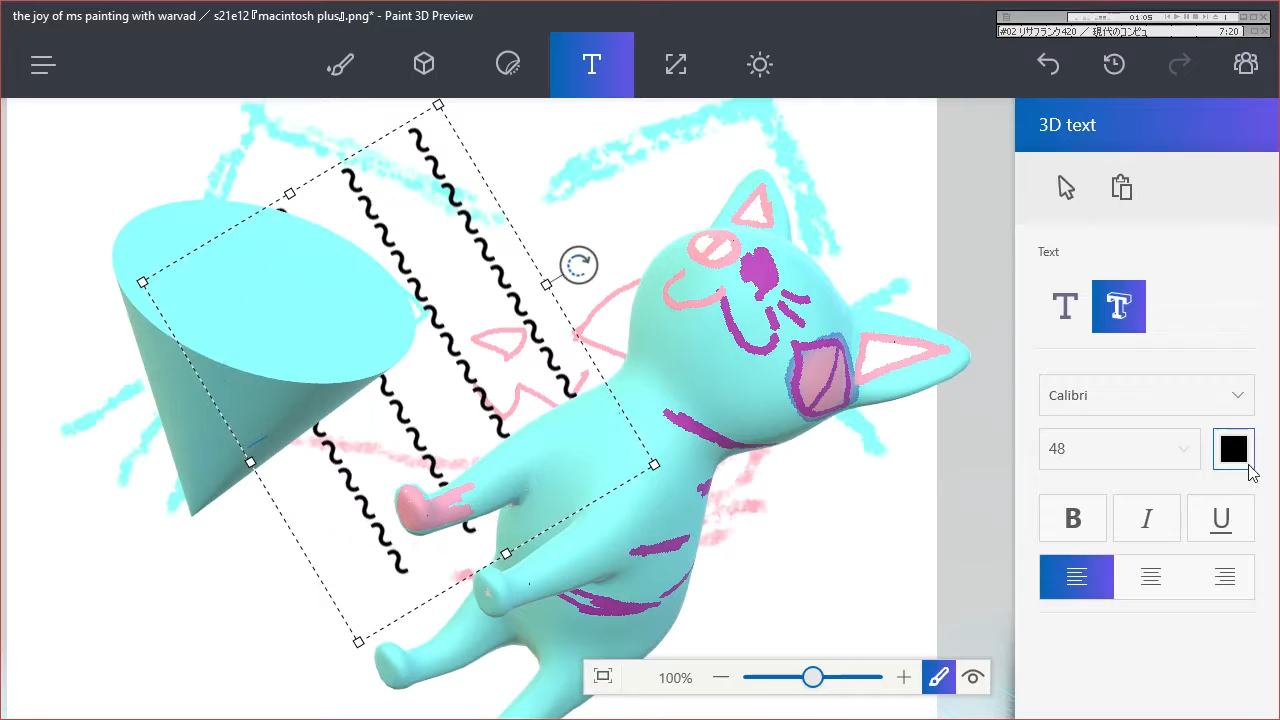 the joy of ms painting with warvad ／ s21e12『macintosh plus』.png* - Paint 3D Preview
01:05
[#02 リサフランク420 ／ 現代のコンピュ 7:20 ]
T
3D text
Text
T
T
Calibri
48
B I U
~~~~~~~~~~~~~~
~~~~~~~~~~~~~~
~~~~~~~~~~~~~~
~~~~~~~~~~~~~~
100%